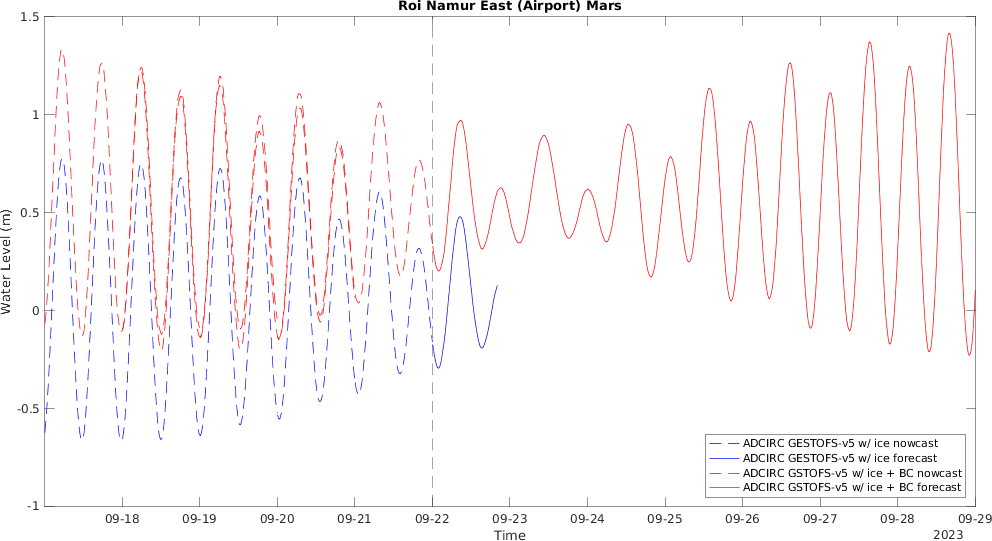 Roi Namur East (Airport) Mars
Water Level (m)
1.5
1
0.5
0
-0.5
-1
ADCIRC GESTOFS-v5 w/ ice nowcast
ADCIRC GESTOFS-v5 w/ ice forecast
ADCIRC GSTOFS-v5 w/ ice + BC nowcast
ADCIRC GSTOFS-v5 w/ ice + BC forecast
09-18 09-19 09-20 09-21 09-22 09-23 09-24 09-25 09-26 09-27 09-28 09-29
Time
2023